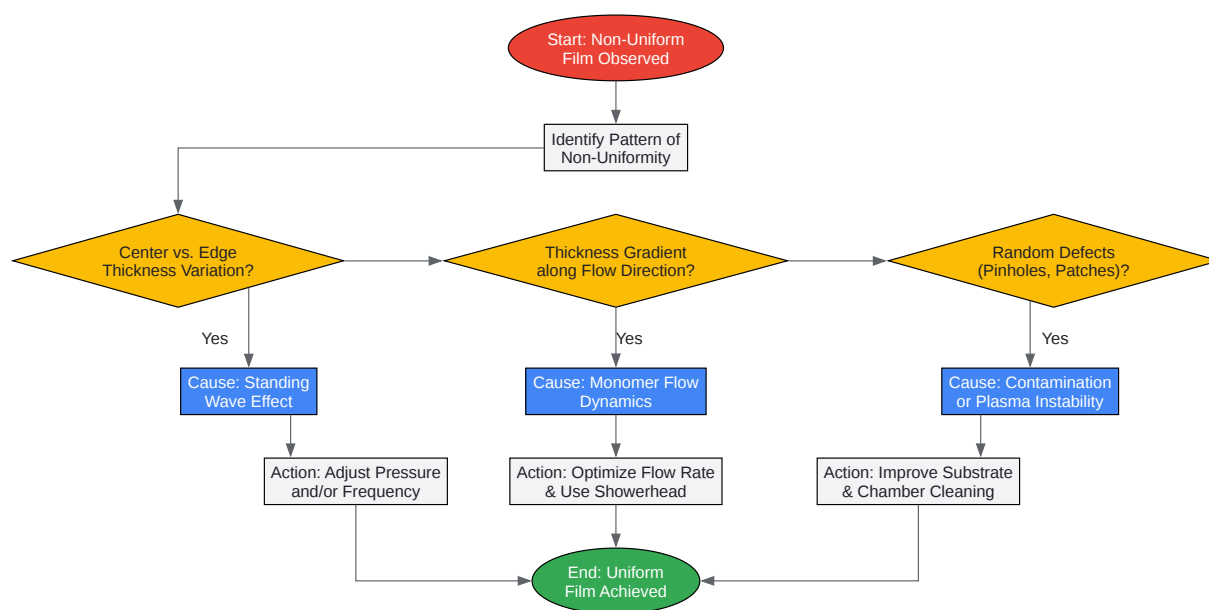 Start: Non-Uniform
Film Observed
Identify Pattern of
Non-Uniformity
Center vs. Edge
Thickness Variation?
Thickness Gradient
along Flow Direction?
Random Defects
(Pinholes, Patches)?
Yes
Yes
Yes
Cause: Standing
Wave Effect
Cause: Monomer Flow
Dynamics
Cause: Contamination
or Plasma Instability
Action: Adjust Pressure
and/or Frequency
Action: Optimize Flow Rate
& Use Showerhead
Action: Improve Substrate
& Chamber Cleaning
End: Uniform
Film Achieved